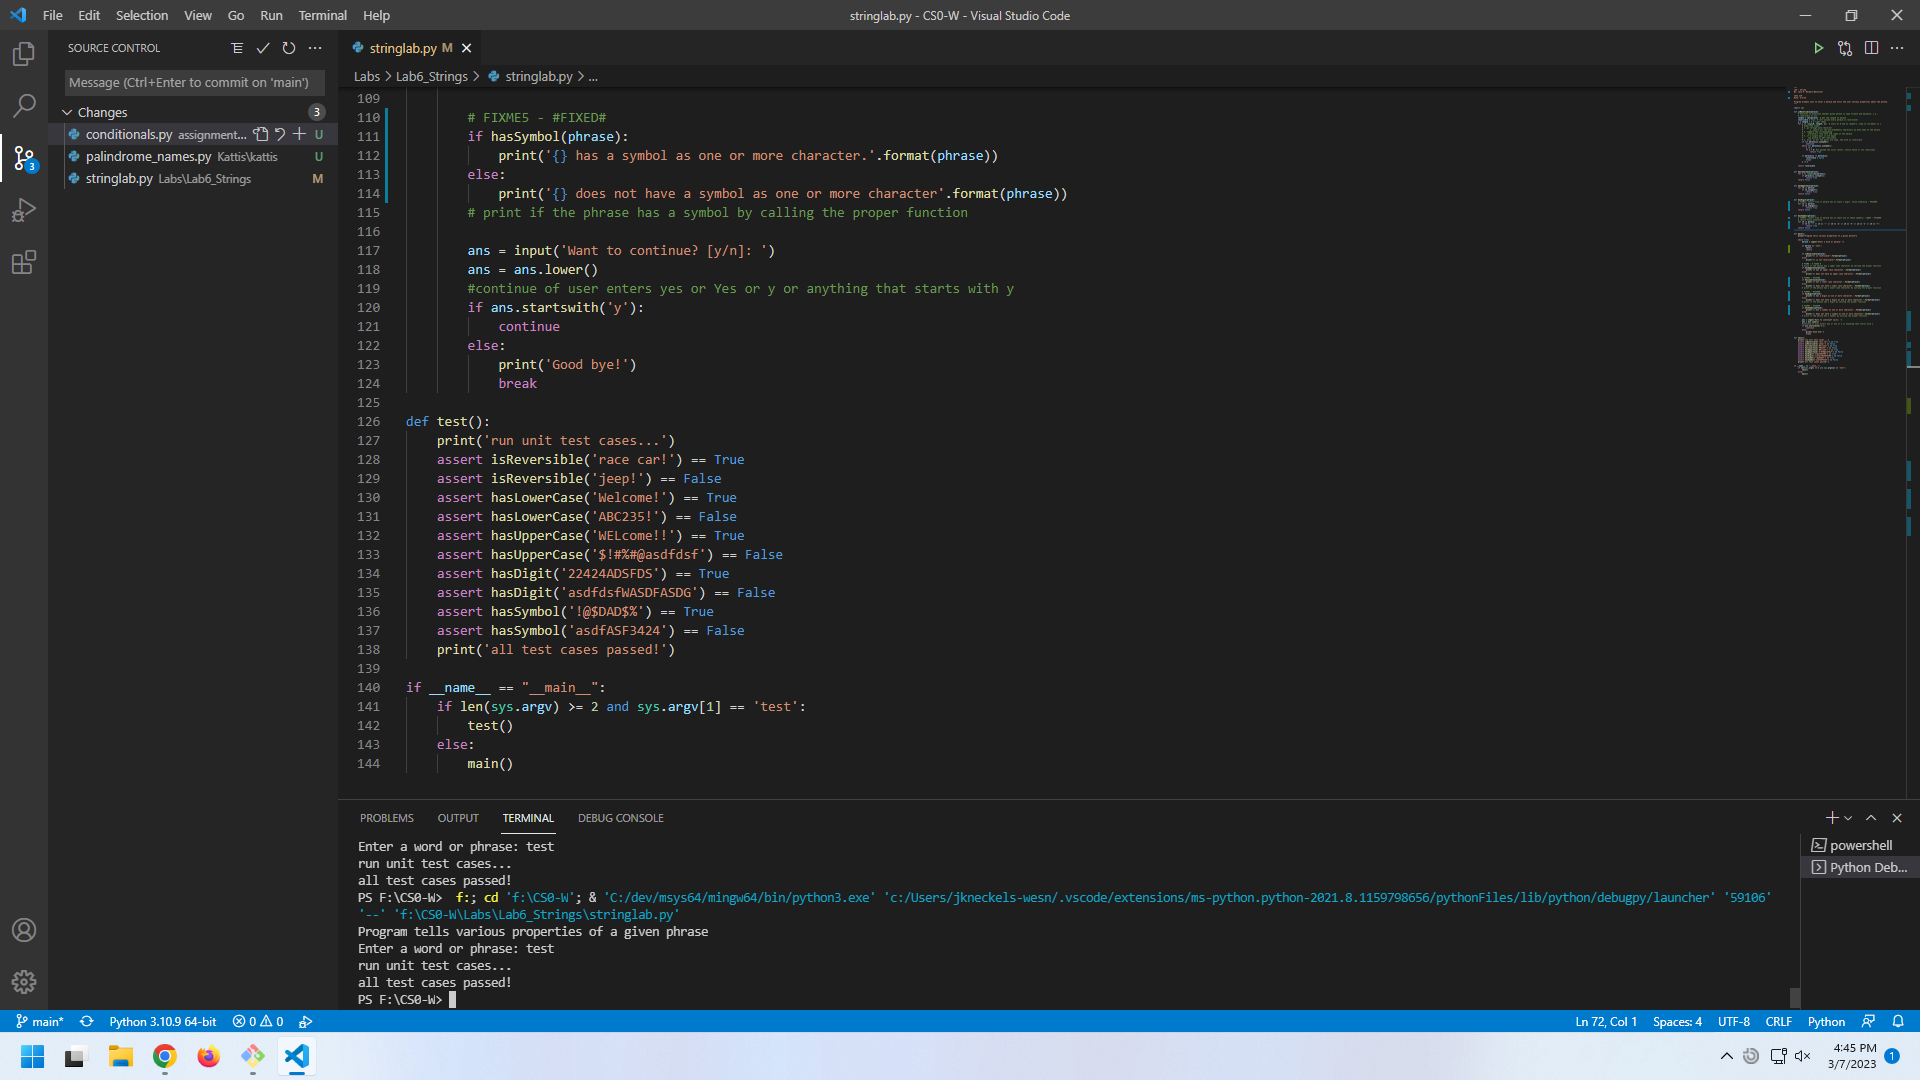 File Edit Selection View Go Run Terminal Help
stringlab.py - CS0-W - Visual Studio Code
SOURCE CONTROL
Message (Ctrl+Enter to commit on 'main')
Changes 3
conditionals.py assignment... U
palindrome_names.py Kattis\kattis U
stringlab.py Labs\Lab6_Strings M
3
stringlab.py M
Labs > Lab6_Strings > stringlab.py > ...
109
110 # FIXME5 - #FIXED#
111 if hasSymbol(phrase):
112 print('{} has a symbol as one or more character.'.format(phrase))
113 else:
114 print('{} does not have a symbol as one or more character'.format(phrase))
115 # print if the phrase has a symbol by calling the proper function
116
117 ans = input('Want to continue? [y/n]: ')
118 ans = ans.lower()
119 #continue of user enters yes or Yes or y or anything that starts with y
120 if ans.startswith('y'):
121 continue
122 else:
123 print('Good bye!')
124 break
125
126 def test():
127 print('run unit test cases...')
128 assert isReversible('race car!') == True
129 assert isReversible('jeep!') == False
130 assert hasLowerCase('Welcome!') == True
131 assert hasLowerCase('ABC235!') == False
132 assert hasUpperCase('WELcome!!') == True
133 assert hasUpperCase('$!#%#@asdfdsf') == False
134 assert hasDigit('22424ADSFDS') == True
135 assert hasDigit('asdfdsfWASDFASDG') == False
136 assert hasSymbol('!@$DAD$%') == True
137 assert hasSymbol('asdfASF3424') == False
138 print('all test cases passed!')
139
140 if __name__ == "__main__":
141 if len(sys.argv) >= 2 and sys.argv[1] == 'test':
142 test()
143 else:
144 main()
PROBLEMS OUTPUT TERMINAL DEBUG CONSOLE
Enter a word or phrase: test
run unit test cases...
all test cases passed!
PS F:\CS0-W> f:; cd 'f:\CS0-W'; & 'C:/dev/msys64/mingw64/bin/python3.exe' 'c:/Users/jkneckels-wesn/.vscode/extensions/ms-python.python-2021.8.1159798656/pythonFiles/lib/python/debugpy/launcher' '59106'
'--' 'f:\CS0-W\Labs\Lab6_Strings\stringlab.py'
Program tells various properties of a given phrase
Enter a word or phrase: test
run unit test cases...
all test cases passed!
PS F:\CS0-W>
powershell
Python Deb...
main* Python 3.10.9 64-bit 0 0
Ln 72, Col 1 Spaces: 4 UTF-8 CRLF Python
4:45 PM
3/7/2023
1